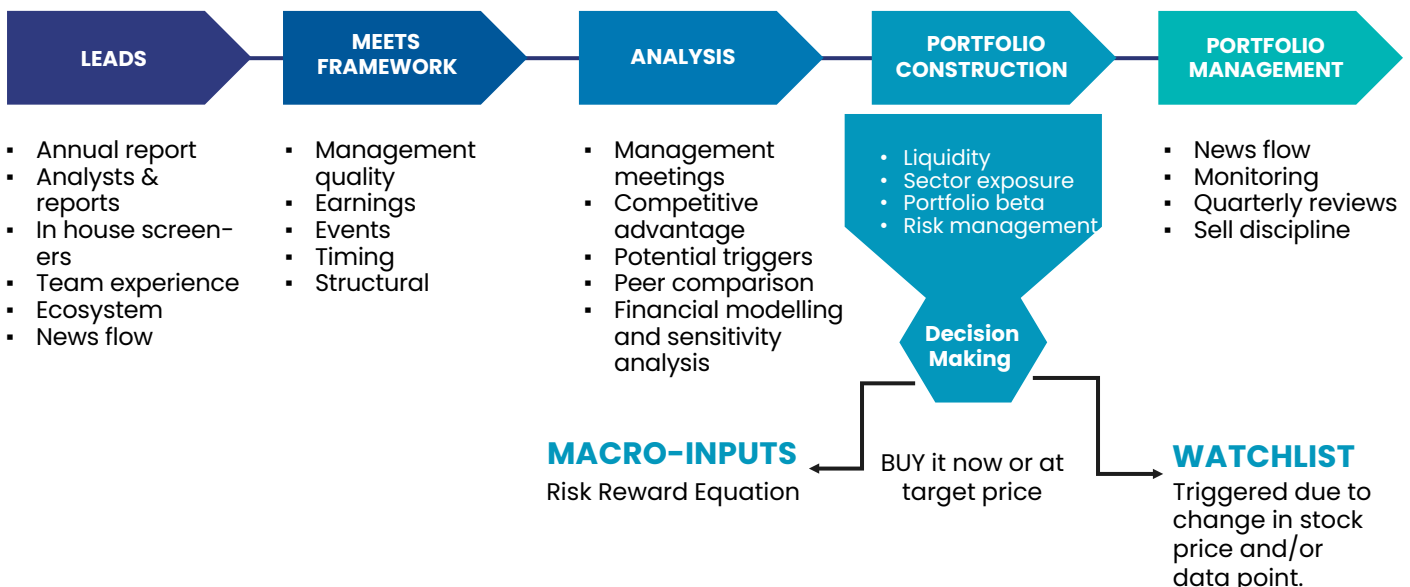 LEADS
MEETS
FRAMEWORK
ANALYSIS
PORTFOLIO
CONSTRUCTION
PORTFOLIO
MANAGEMENT
▪ Annual report
▪ Analysts &
reports
▪ In house screen-
ers
▪ Team experience
▪ Ecosystem
▪ News flow
▪ Management
quality
▪ Earnings
▪ Events
▪ Timing
▪ Structural
▪ Management
meetings
▪ Competitive
advantage
▪ Potential triggers
▪ Peer comparison
▪ Financial modelling
and sensitivity
analysis
• Liquidity
• Sector exposure
• Portfolio beta
• Risk management
▪ News flow
▪ Monitoring
▪ Quarterly reviews
▪ Sell discipline
Decision
Making
MACRO-INPUTS
Risk Reward Equation
BUY it now or at
target price
WATCHLIST
Triggered due to
change in stock
price and/or
data point.